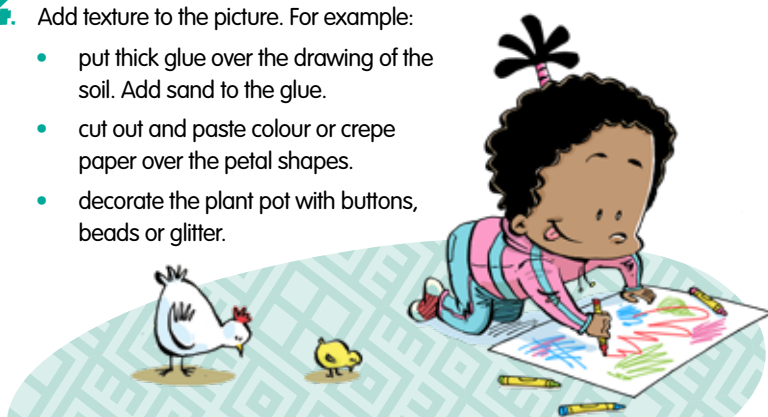 Add texture to the picture. For example:
• put thick glue over the drawing of the
soil. Add sand to the glue.
• cut out and paste colour or crepe
paper over the petal shapes.
• decorate the plant pot with buttons,
beads or glitter.